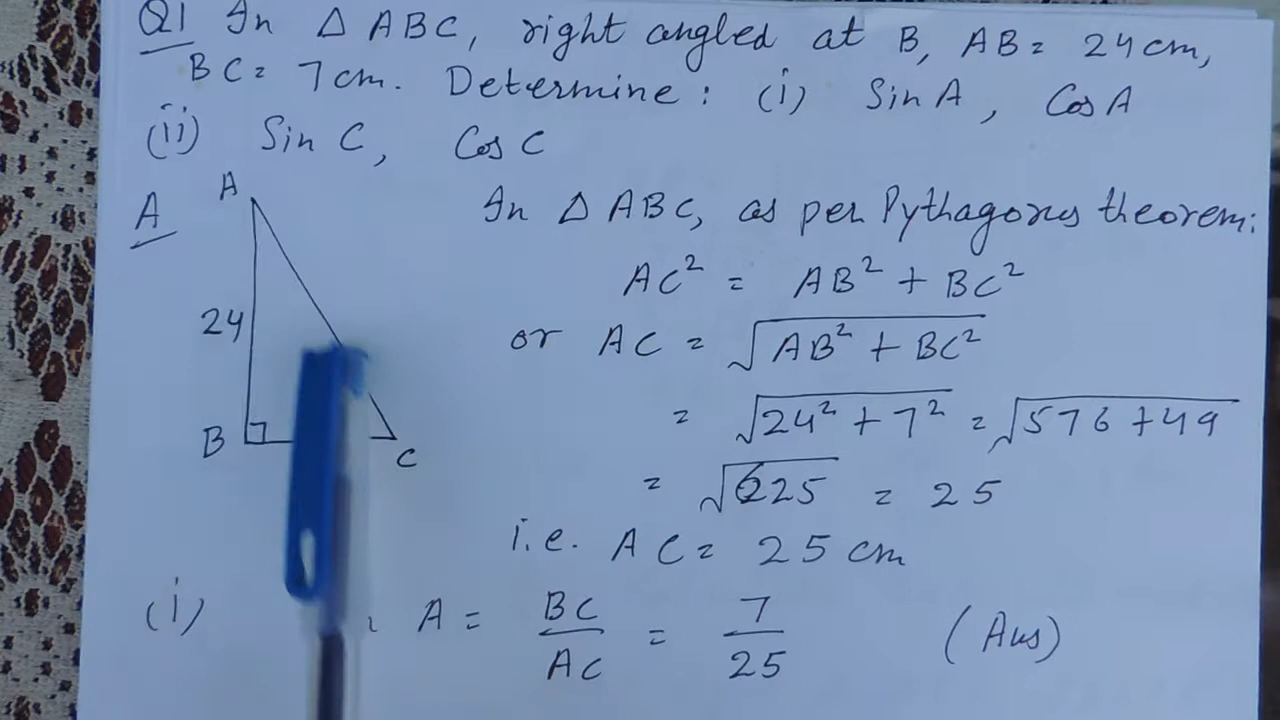 Q1 In △ ABC, right angled at B, AB = 24 cm,
BC = 7 cm. Determine : (i) Sin A, Cos A
(ii) Sin C, Cos C
A
A
24
B
C
In △ ABC, as per Pythagorus theorem:
AC² = AB² + BC²
or AC = √(AB² + BC²)
= √(24² + 7²) = √(576 + 49)
= √625 = 25
i.e. AC = 25 cm
(i) A = BC/AC = 7/25 (Ans)